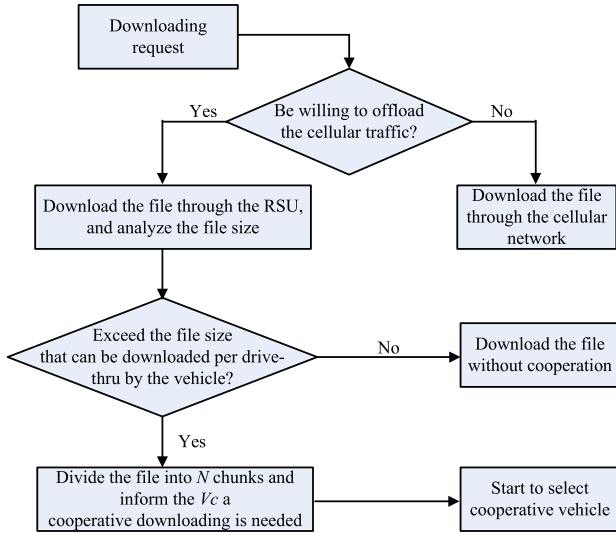 Downloading
request
Be willing to offload
the cellular traffic?
Yes
No
Download the file through the RSU,
and analyze the file size
Download the file
through the cellular
network
Exceed the file size
that can be downloaded per drive-
thru by the vehicle?
No
Download the file
without cooperation
Yes
Divide the file into N chunks and
inform the Vc a
cooperative downloading is needed
Start to select
cooperative vehicle